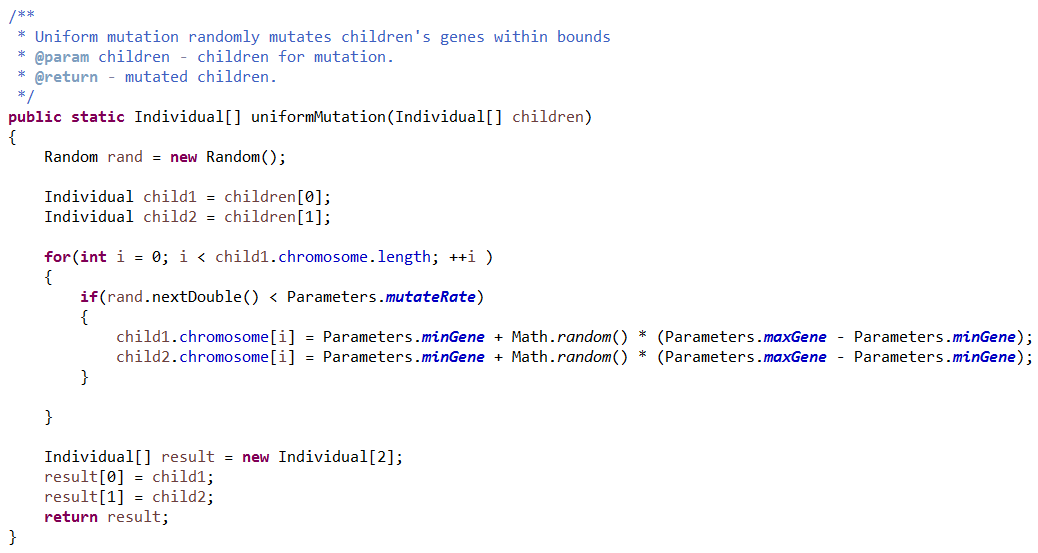 /**
 * Uniform mutation randomly mutates children's genes within bounds
 * @param children - children for mutation.
 * @return - mutated children.
 */
public static Individual[] uniformMutation(Individual[] children)
{
    Random rand = new Random();

    Individual child1 = children[0];
    Individual child2 = children[1];

    for(int i = 0; i < child1.chromosome.length; ++i )
    {
        if(rand.nextDouble() < Parameters.mutateRate)
        {
            child1.chromosome[i] = Parameters.minGene + Math.random() * (Parameters.maxGene - Parameters.minGene);
            child2.chromosome[i] = Parameters.minGene + Math.random() * (Parameters.maxGene - Parameters.minGene);
        }

    }

    Individual[] result = new Individual[2];
    result[0] = child1;
    result[1] = child2;
    return result;
}